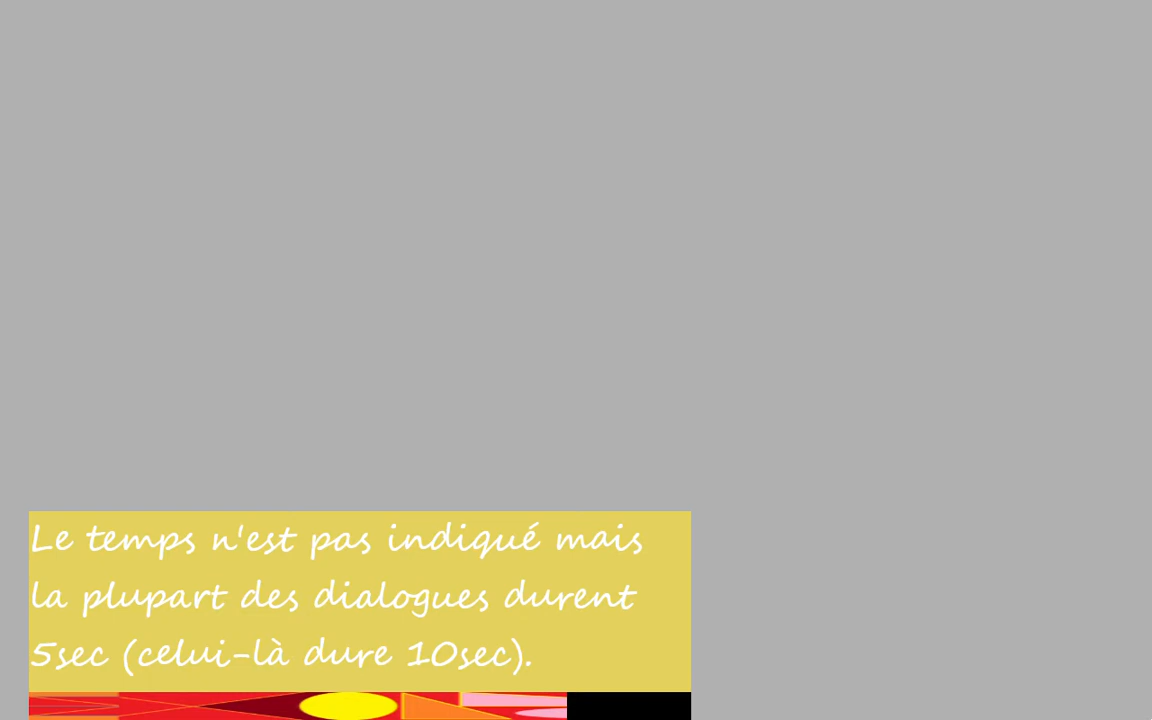 Le temps n'est pas indiqué mais
la plupart des dialogues durent
5sec (celui-là dure 10sec).